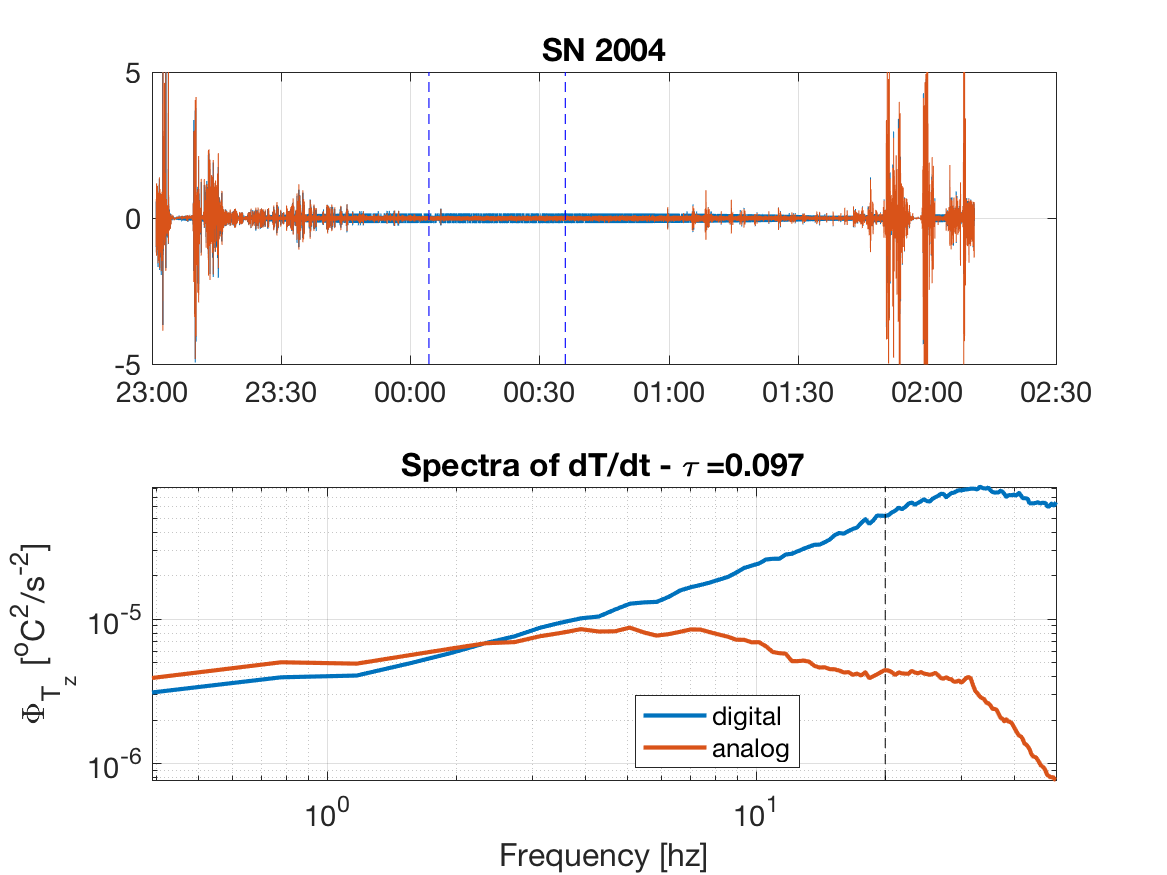 SN 2004
5
0
-5
23:00 23:30 00:00 00:30 01:00 01:30 02:00 02:30
Spectra of dT/dt - τ =0.097
Φ_{T_z} [°C²/s⁻²]
10⁻⁵
10⁻⁶
digital
analog
10⁰ 10¹
Frequency [hz]